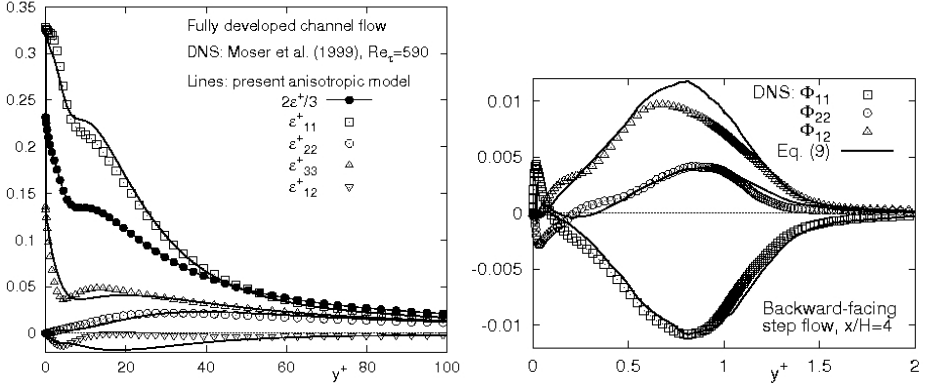 0.35
0.3
0.25
0.2
0.15
0.1
0.05
0
0
20
40
60
80
100
y⁺
Fully developed channel flow
DNS: Moser et al. (1999), Reτ=590
Lines: present anisotropic model
2ε⁺/3
ε⁺₁₁
ε⁺₂₂
ε⁺₃₃
ε⁺₁₂
0.01
0.005
0
-0.005
-0.01
0
0.5
1
1.5
2
y⁺
DNS: Φ₁₁
Φ₂₂
Φ₁₂
Eq. (9)
Backward-facing
step flow, x/H=4